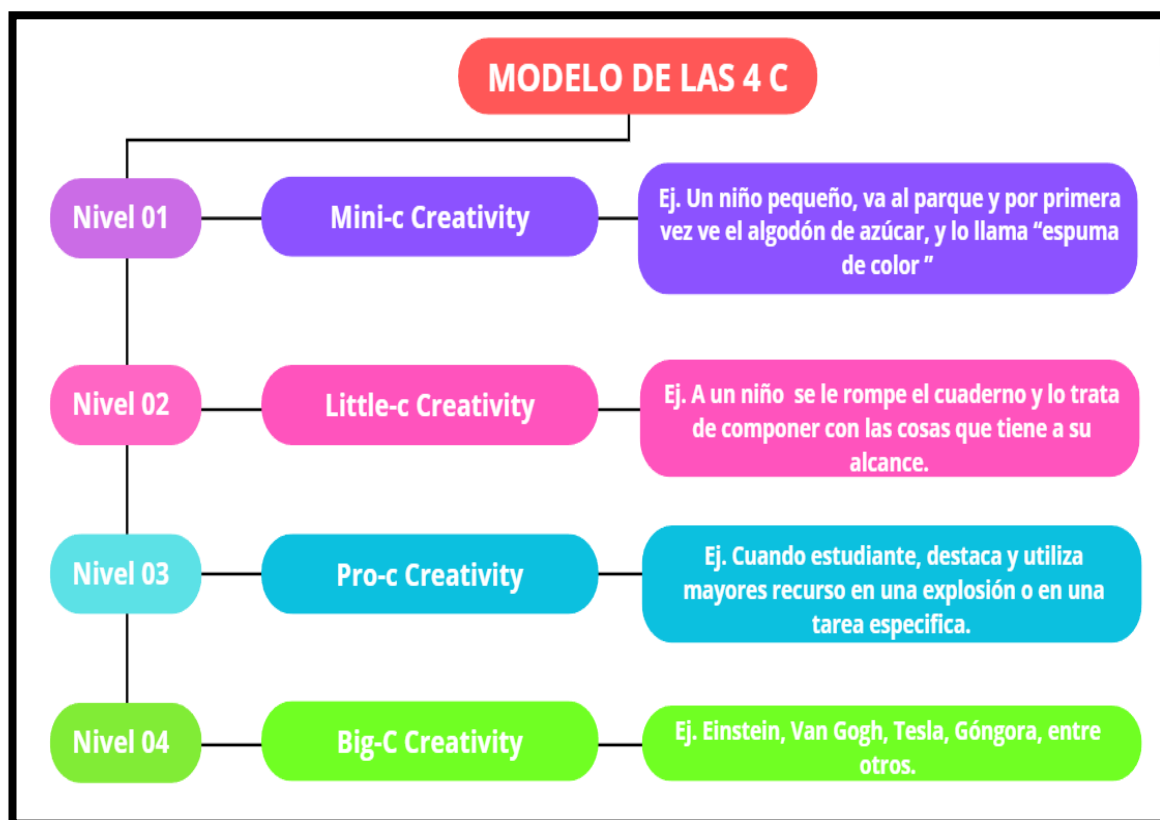 MODELO DE LAS 4 C
Nivel 01
Mini-c Creativity
Ej. Un niño pequeño, va al parque y por primera
vez ve el algodón de azúcar, y lo llama “espuma
de color ”
Nivel 02
Little-c Creativity
Ej. A un niño  se le rompe el cuaderno y lo trata
de componer con las cosas que tiene a su
alcance.
Nivel 03
Pro-c Creativity
Ej. Cuando estudiante, destaca y utiliza
mayores recurso en una explosión o en una
tarea especifica.
Nivel 04
Big-C Creativity
Ej. Einstein, Van Gogh, Tesla, Góngora, entre
otros.